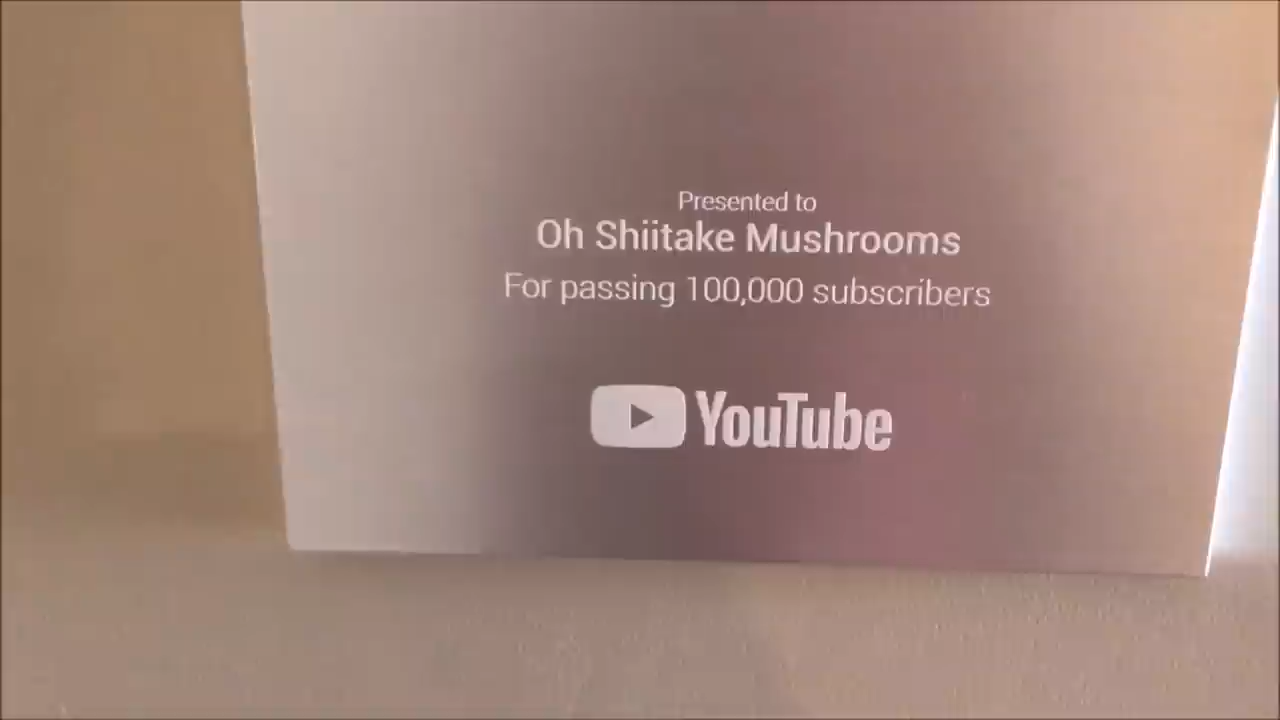 Presented to
Oh Shiitake Mushrooms
For passing 100,000 subscribers
YouTube